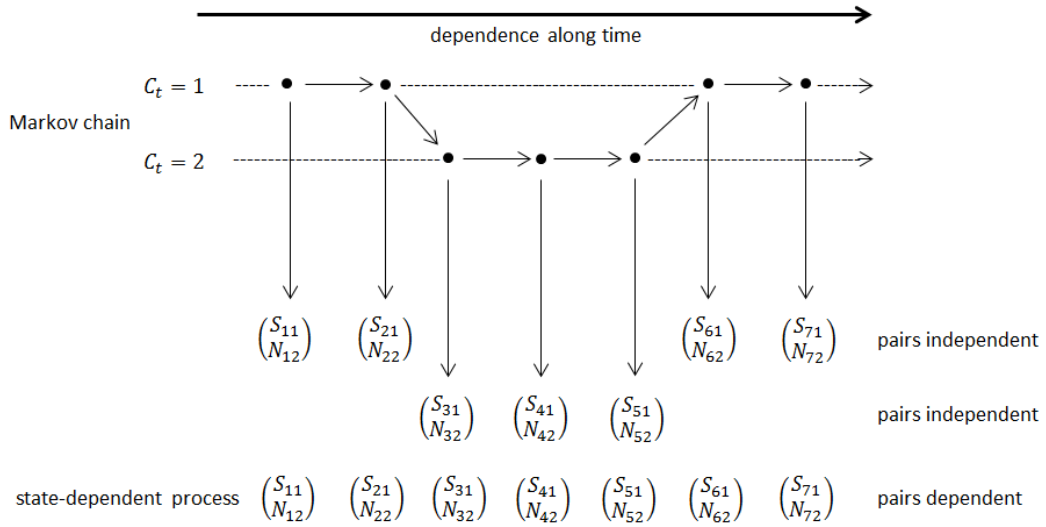 dependence along time
C_t = 1
Markov chain
C_t = 2
(S_11 N_12) (S_21 N_22) (S_61 N_62) (S_71 N_72) pairs independent
(S_31 N_32) (S_41 N_42) (S_51 N_52) pairs independent
state-dependent process (S_11 N_12) (S_21 N_22) (S_31 N_32) (S_41 N_42) (S_51 N_52) (S_61 N_62) (S_71 N_72) pairs dependent